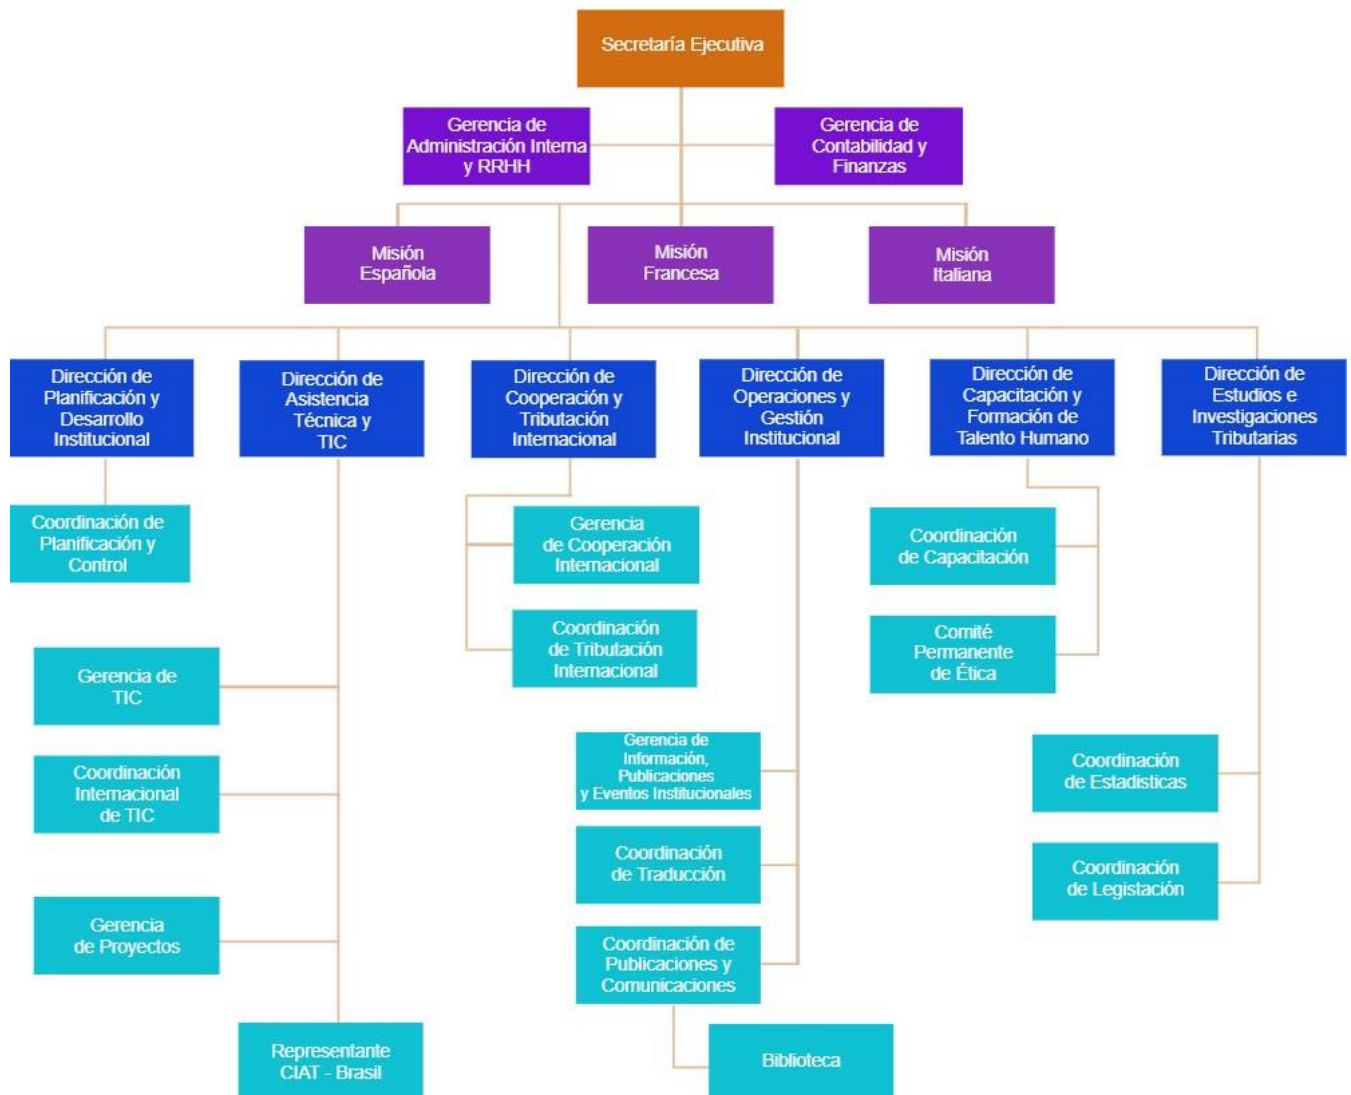 Secretaría Ejecutiva
Gerencia de
Administración Interna
y RRHH
Gerencia de
Contabilidad y
Finanzas
Misión
Española
Misión
Francesa
Misión
Italiana
Dirección de
Planificación y
Desarrollo
Institucional
Dirección de
Asistencia
Técnica y
TIC
Dirección de
Cooperación y
Tributación
Internacional
Dirección de
Operaciones y
Gestión
Institucional
Dirección de
Capacitación y
Formación de
Talento Humano
Dirección de
Estudios e
Investigaciones
Tributarias
Coordinación de
Planificación y
Control
Gerencia
de Cooperación
Internacional
Coordinación
de Capacitación
Coordinación
de Tributación
Internacional
Comité
Permanente
de Ética
Gerencia de
TIC
Gerencia de
Información,
Publicaciones
y Eventos Institucionales
Coordinación
de Estadisticas
Coordinación
Internacional
de TIC
Coordinación
de Traducción
Coordinación
de Legistación
Gerencia
de Proyectos
Coordinación de
Publicaciones y
Comunicaciones
Representante
CIAT - Brasil
Biblioteca